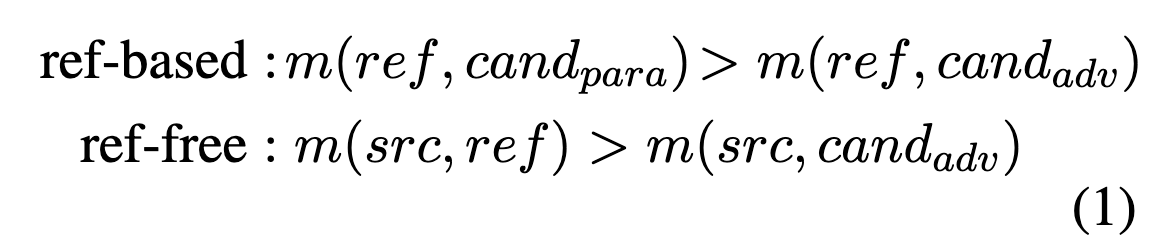 ref-based : m(ref, cand_para) > m(ref, cand_adv)
ref-free : m(src, ref) > m(src, cand_adv)
(1)